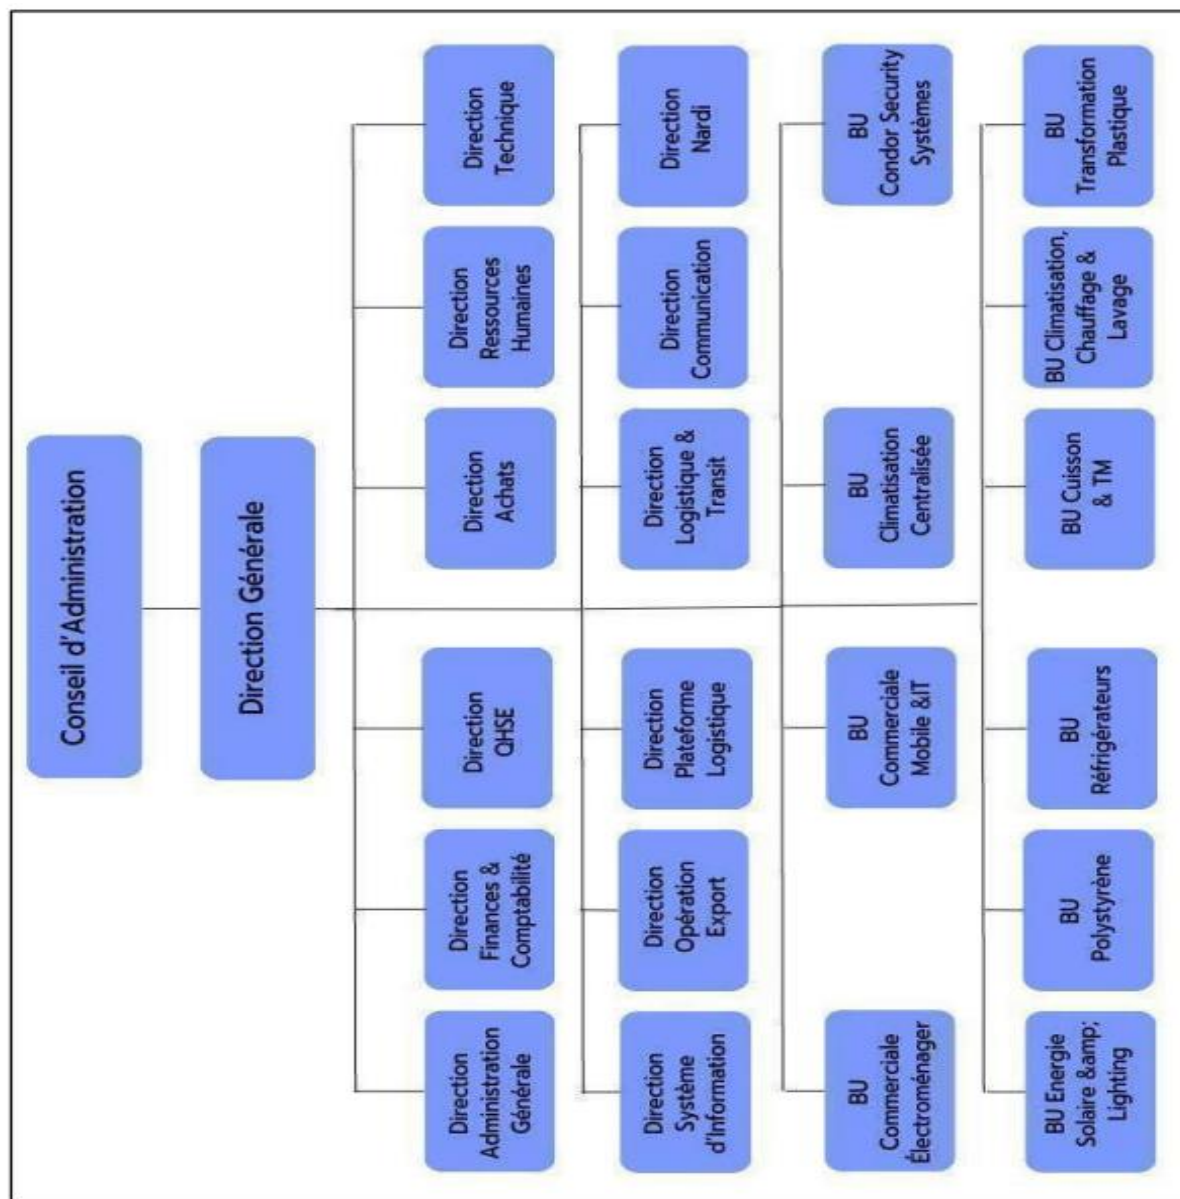 Conseil d'Administration
Direction Générale
Direction
Administration
Générale
Direction
Finances &
Comptabilité
Direction
QHSE
Direction
Achats
Direction
Ressources
Humaines
Direction
Technique
Direction
Système
d'Information
Direction
Opération
Export
Direction
Plateforme
Logistique
Direction
Logistique &
Transit
Direction
Communication
Direction
Nardi
BU
Commerciale
Électroménager
BU
Commerciale
Mobile &IT
BU
Climatisation
Centralisée
BU
Condor Security
Systèmes
BU Energie
Solaire &amp;
Lighting
BU
Polystyrène
BU
Réfrigérateurs
BU Cuisson
& TM
BU Climatisation,
Chauffage &
Lavage
BU
Transformation
Plastique